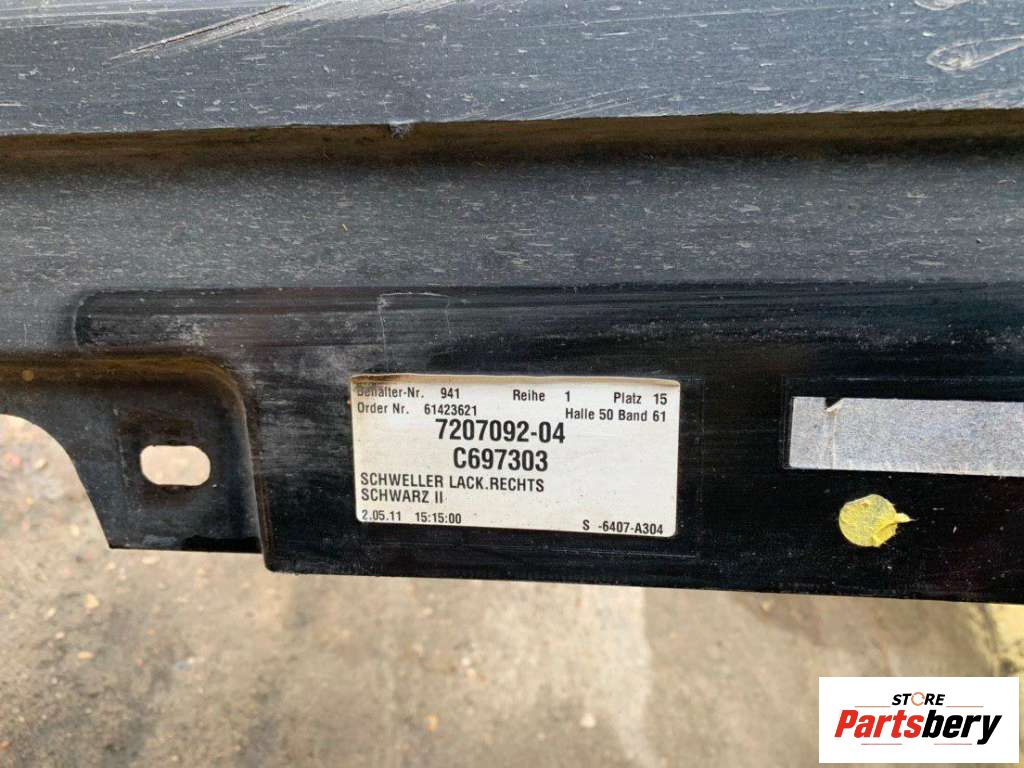 Behälter-Nr. 941 Reihe 1 Platz 15
Order Nr. 61423621 Halle 50 Band 61
7207092-04
C697303
SCHWELLER LACK.RECHTS
SCHWARZ II
2.05.11 15:15:00 S -6407-A304
STORE
Partsbery